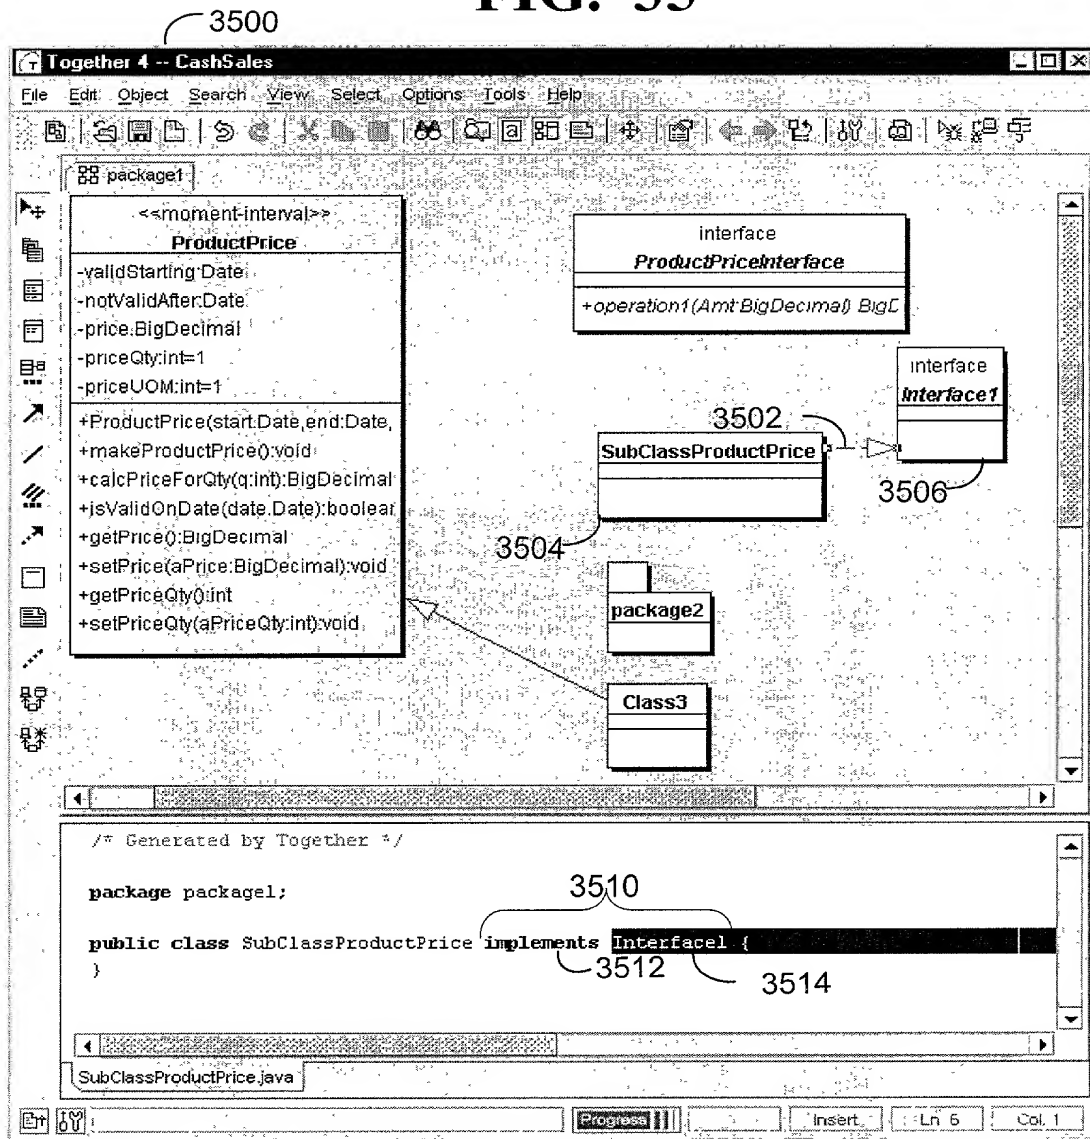 FIG. 35
3500
Together 4 -- CashSales
File Edit Object Search View Select Options Tools Help
package1
<<moment-interval>>
ProductPrice
-validStarting:Date
-notValidAfter:Date
-price:BigDecimal
-priceQty:int=1
-priceUOM:int=1
+ProductPrice(start:Date,end:Date,
+makeProductPrice():void
+calcPriceForQty(q:int):BigDecimal
+isValidOnDate(date:Date):boolear
+getPrice():BigDecimal
+setPrice(aPrice:BigDecimal):void
+getPriceQty():int
+setPriceQty(aPriceQty:int):void
interface
ProductPriceInterface
+operation1(Amt:BigDecimal) BigD
interface
Interface1
3502
SubClassProductPrice
3506
3504
package2
Class3
/* Generated by Together */
package package1;
3510
public class SubClassProductPrice implements Interface1 {
}
3512
3514
SubClassProductPrice.java
Progress Insert Ln 6 Col. 1